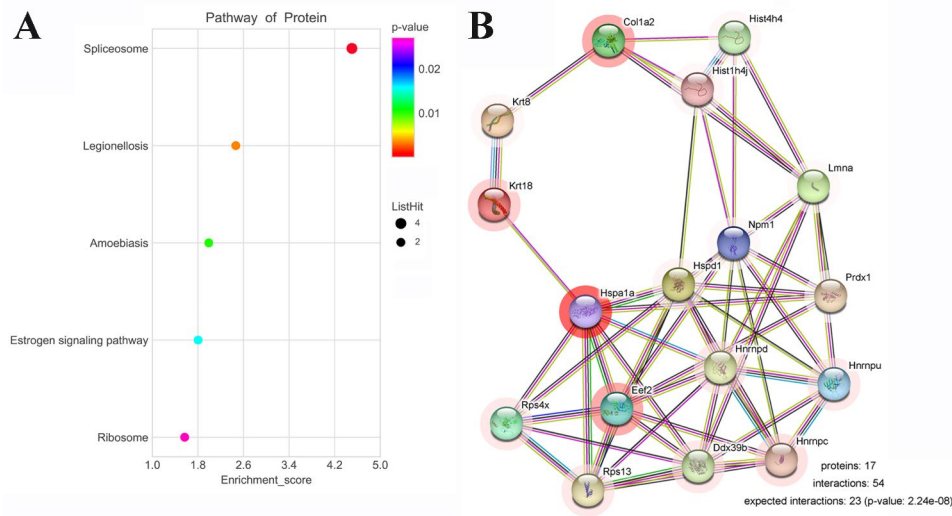 A
Pathway of Protein
Spliceosome
Legionellosis
Amoebiasis
Estrogen signaling pathway
Ribosome
1.0 1.8 2.6 3.4 4.2 5.0
Enrichment_score
p-value
0.02
0.01
ListHit
4
2
B
Col1a2
Hist4h4
Hist1h4j
Krt8
Lmna
Krt18
Npm1
Hspd1
Prdx1
Hspa1a
Hnrnpd
Hnrnpu
Eef2
Rps4x
Ddx39b
Hnrnpc
Rps13
proteins: 17
interactions: 54
expected interactions: 23 (p-value: 2.24e-08)